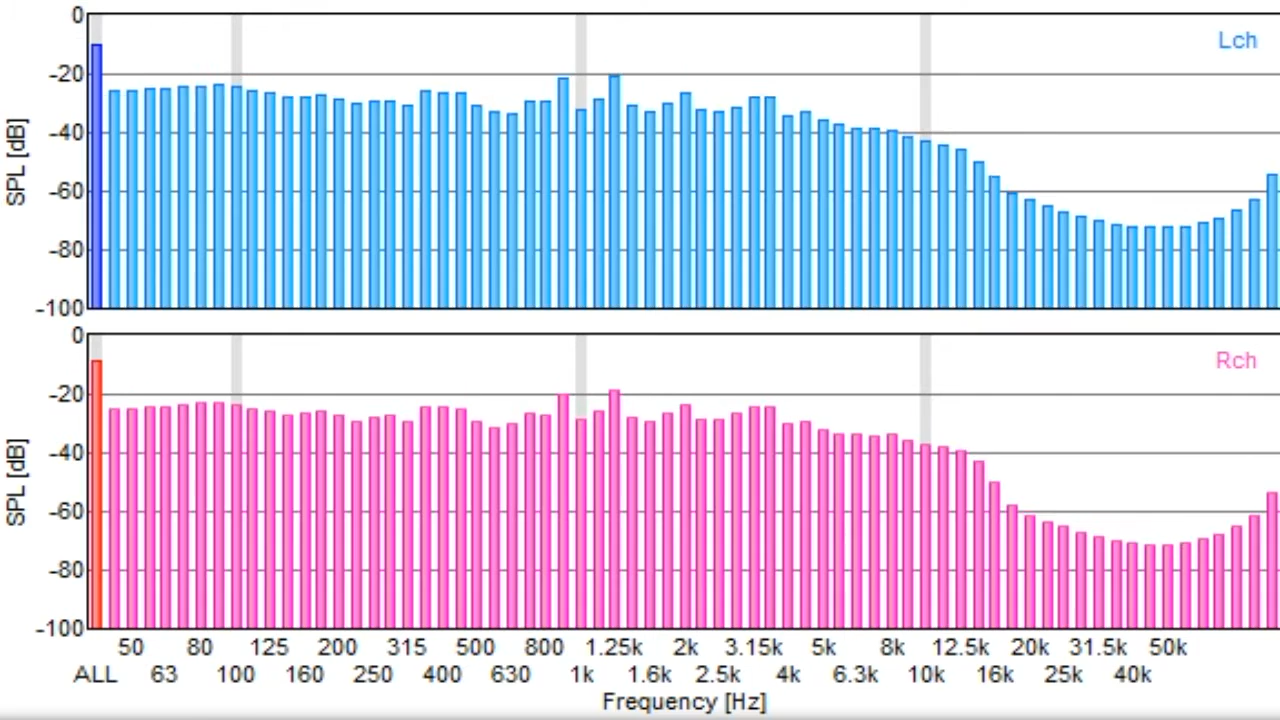 0
-20
-40
-60
-80
-100
SPL [dB]
Lch
0
-20
-40
-60
-80
-100
SPL [dB]
Rch
50 80 125 200 315 500 800 1.25k 2k 3.15k 5k 8k 12.5k 20k 31.5k 50k
ALL 63 100 160 250 400 630 1k 1.6k 2.5k 4k 6.3k 10k 16k 25k 40k
Frequency [Hz]